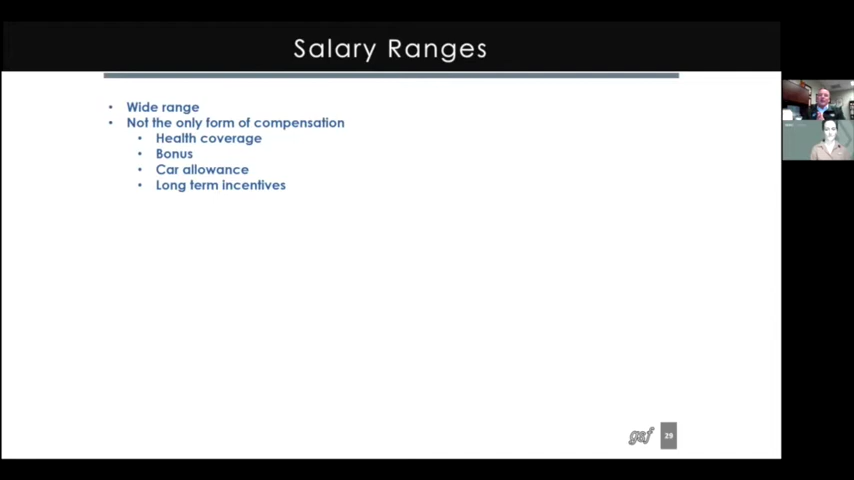 Salary Ranges
• Wide range
• Not the only form of compensation
• Health coverage
• Bonus
• Car allowance
• Long term incentives
gef 29